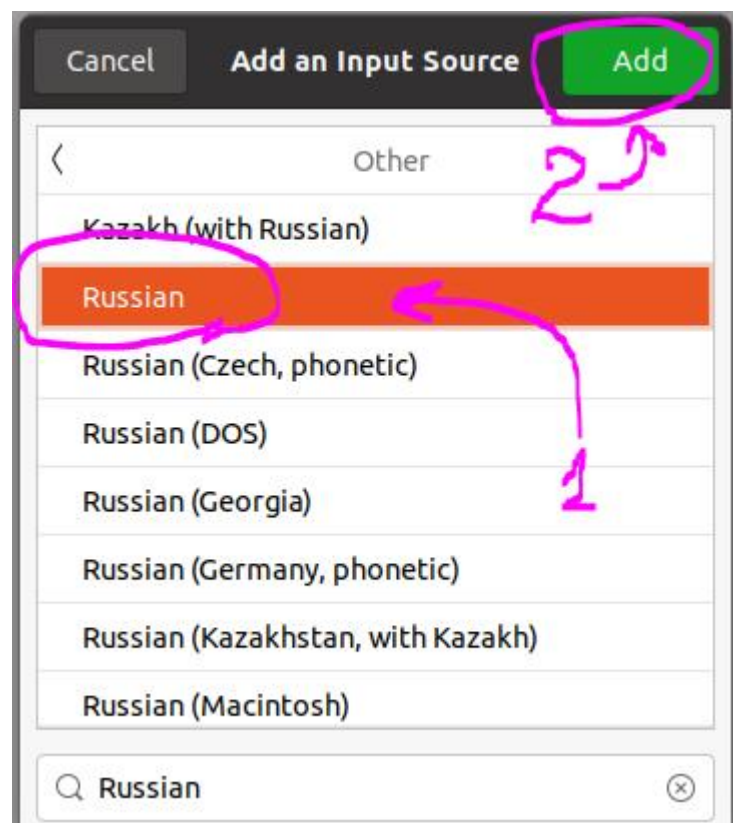 Cancel Add an Input Source Add
Other
2
Kazakh (with Russian)
Russian
Russian (Czech, phonetic)
Russian (DOS)
1
Russian (Georgia)
Russian (Germany, phonetic)
Russian (Kazakhstan, with Kazakh)
Russian (Macintosh)
Russian